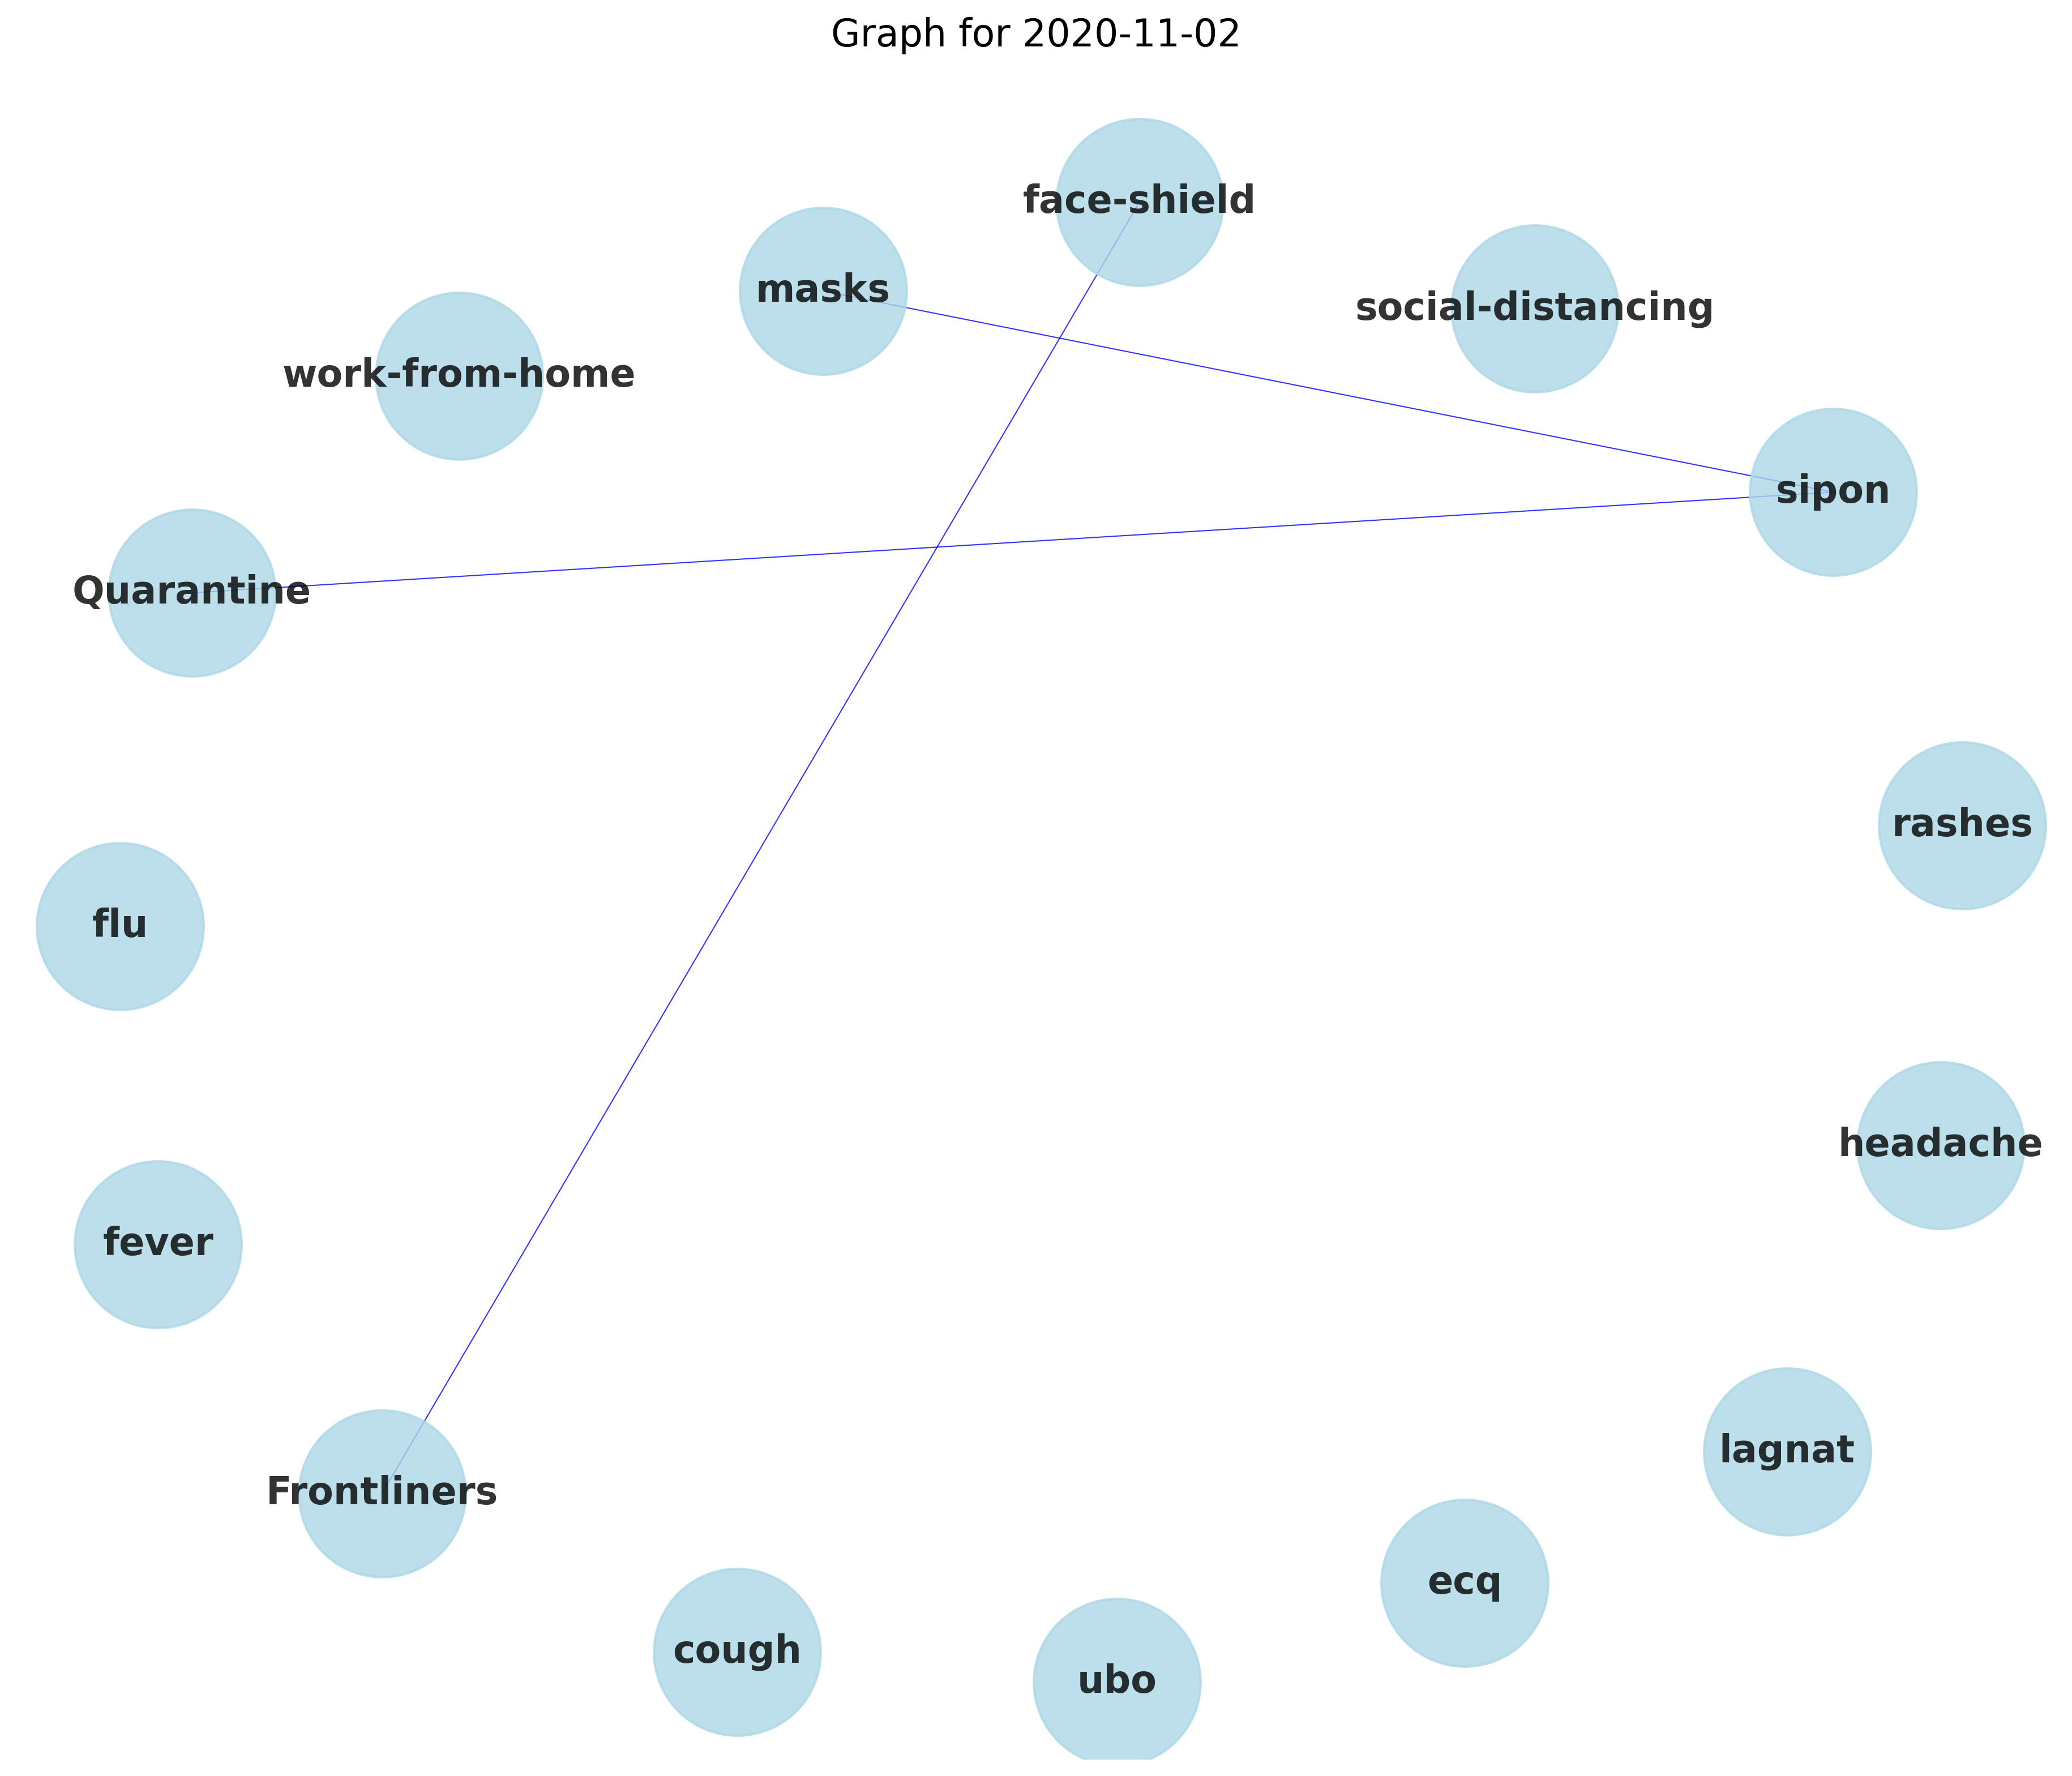 Graph for 2020-11-02
face-shield
masks
social-distancing
work-from-home
sipon
Quarantine
rashes
flu
headache
fever
lagnat
Frontliners
ecq
cough
ubo